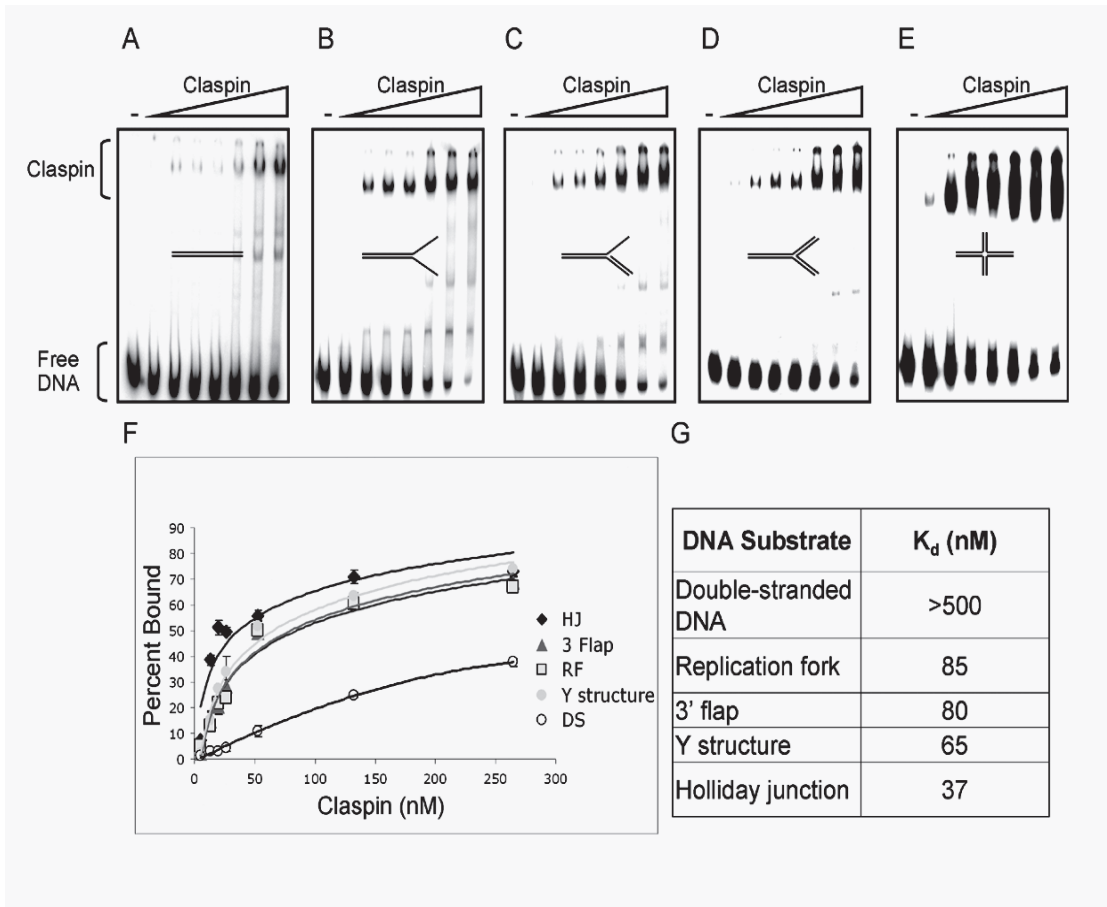 A B C D E
Claspin Claspin Claspin Claspin Claspin
- - - - -
Claspin
Free
DNA
F
90
80
70
60
50
40
30
20
10
0
Percent Bound
0 50 100 150 200 250 300
Claspin (nM)
HJ
3 Flap
RF
Y structure
DS
G
DNA Substrate Kd (nM)
Double-stranded
DNA >500
Replication fork 85
3' flap 80
Y structure 65
Holliday junction 37